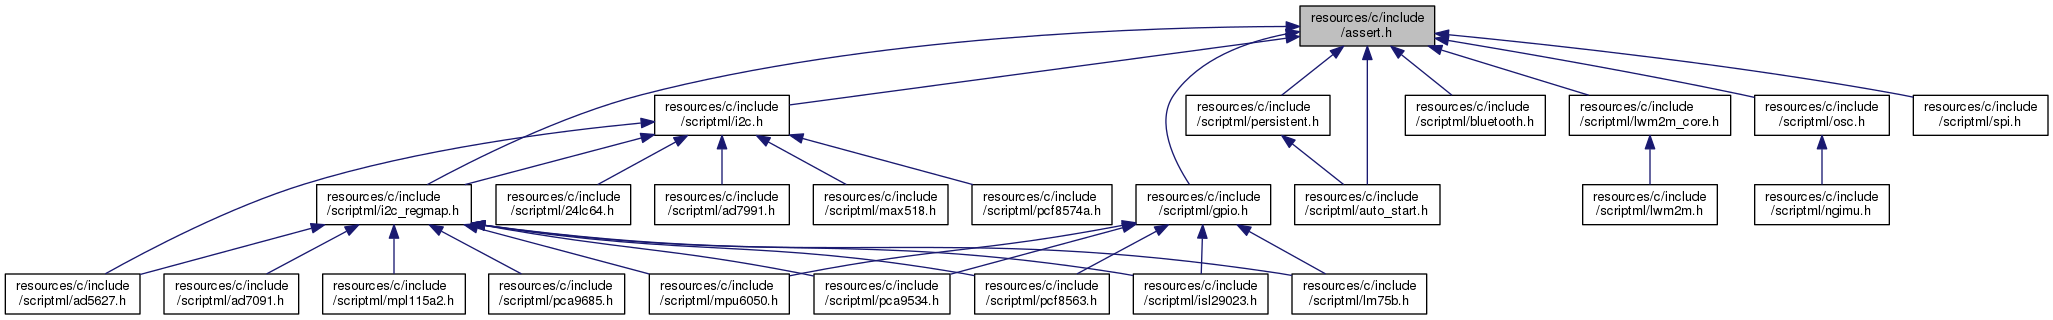 resources/c/include
/assert.h
resources/c/include
/scriptml/i2c.h
resources/c/include
/scriptml/persistent.h
resources/c/include
/scriptml/bluetooth.h
resources/c/include
/scriptml/lwm2m_core.h
resources/c/include
/scriptml/osc.h
resources/c/include
/scriptml/spi.h
resources/c/include
/scriptml/i2c_regmap.h
resources/c/include
/scriptml/24lc64.h
resources/c/include
/scriptml/ad7991.h
resources/c/include
/scriptml/max518.h
resources/c/include
/scriptml/pcf8574a.h
resources/c/include
/scriptml/gpio.h
resources/c/include
/scriptml/auto_start.h
resources/c/include
/scriptml/lwm2m.h
resources/c/include
/scriptml/ngimu.h
resources/c/include
/scriptml/ad5627.h
resources/c/include
/scriptml/ad7091.h
resources/c/include
/scriptml/mpl115a2.h
resources/c/include
/scriptml/pca9685.h
resources/c/include
/scriptml/mpu6050.h
resources/c/include
/scriptml/pca9534.h
resources/c/include
/scriptml/pcf8563.h
resources/c/include
/scriptml/isl29023.h
resources/c/include
/scriptml/lm75b.h